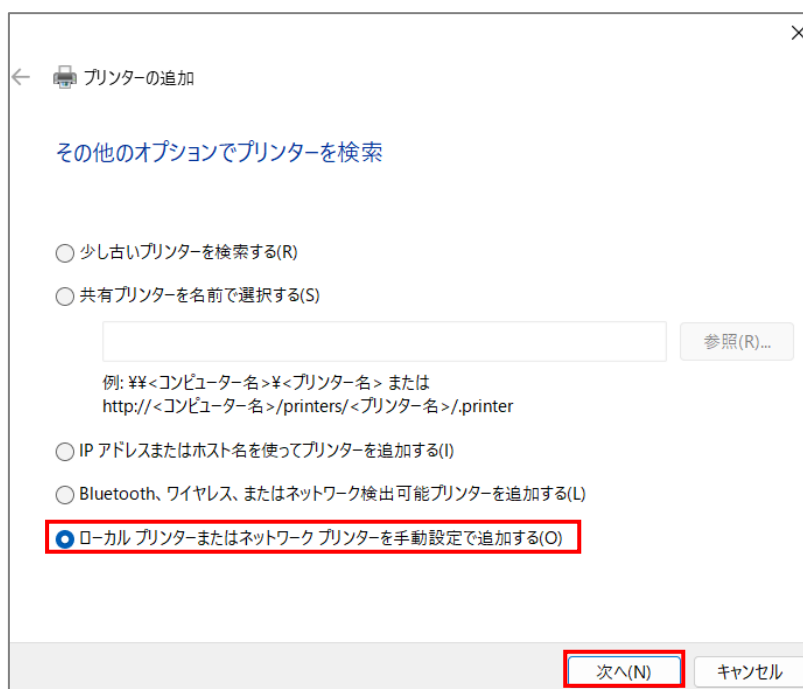 プリンターの追加
その他のオプションでプリンターを検索
少し古いプリンターを検索する(R)
共有プリンターを名前で選択する(S)
参照(R)...
例: ¥¥<コンピューター名>¥<プリンター名> または
http://<コンピューター名>/printers/<プリンター名>/.printer
IP アドレスまたはホスト名を使ってプリンターを追加する(I)
Bluetooth、ワイヤレス、またはネットワーク検出可能プリンターを追加する(L)
ローカル プリンターまたはネットワーク プリンターを手動設定で追加する(O)
次へ(N)
キャンセル